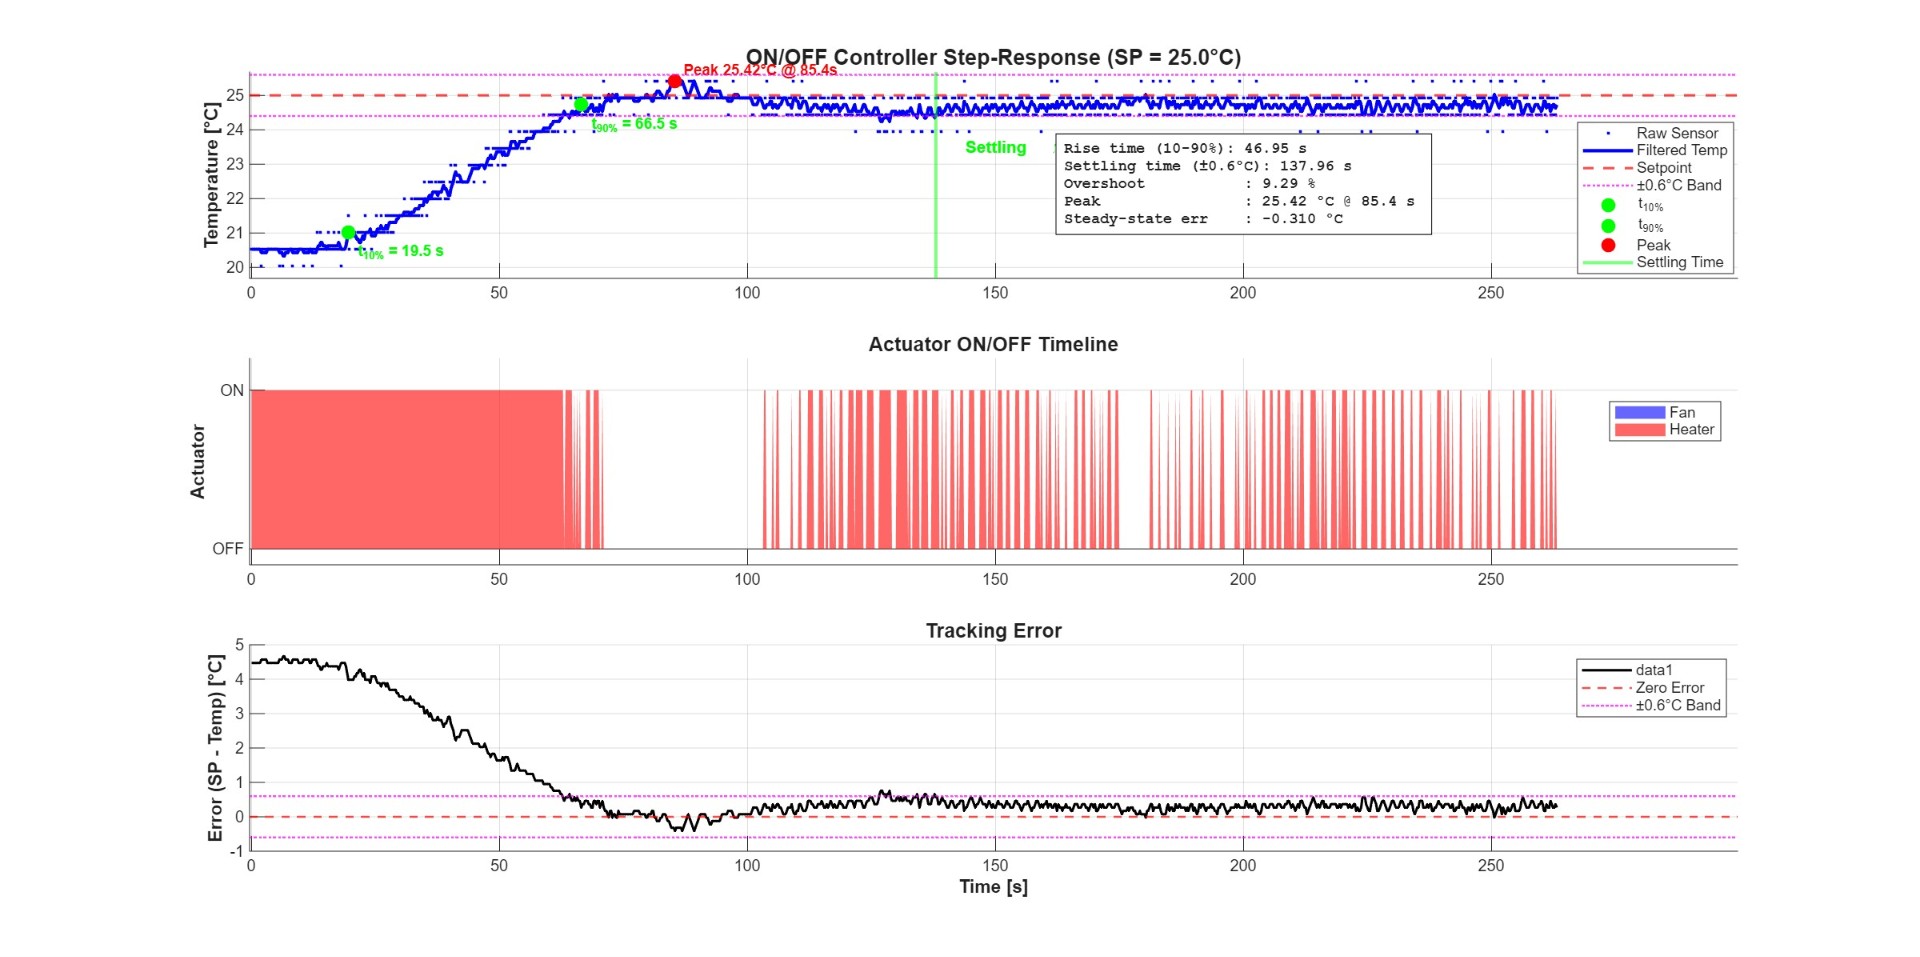 ON/OFF Controller Step-Response (SP = 25.0°C)
Peak 25.42°C @ 85.4s
Temperature [°C]
25
24
23
22
21
20
t90% = 66.5 s
t10% = 19.5 s
Settling
Rise time (10-90%): 46.95 s
Settling time (±0.6°C): 137.96 s
Overshoot : 9.29 %
Peak : 25.42 °C @ 85.4 s
Steady-state err : -0.310 °C
Raw Sensor
Filtered Temp
Setpoint
±0.6°C Band
t10%
t90%
Peak
Settling Time
0 50 100 150 200 250
Actuator ON/OFF Timeline
Actuator
ON
OFF
Fan
Heater
0 50 100 150 200 250
Tracking Error
Error (SP - Temp) [°C]
5
4
3
2
1
0
-1
data1
Zero Error
±0.6°C Band
0 50 100 150 200 250
Time [s]